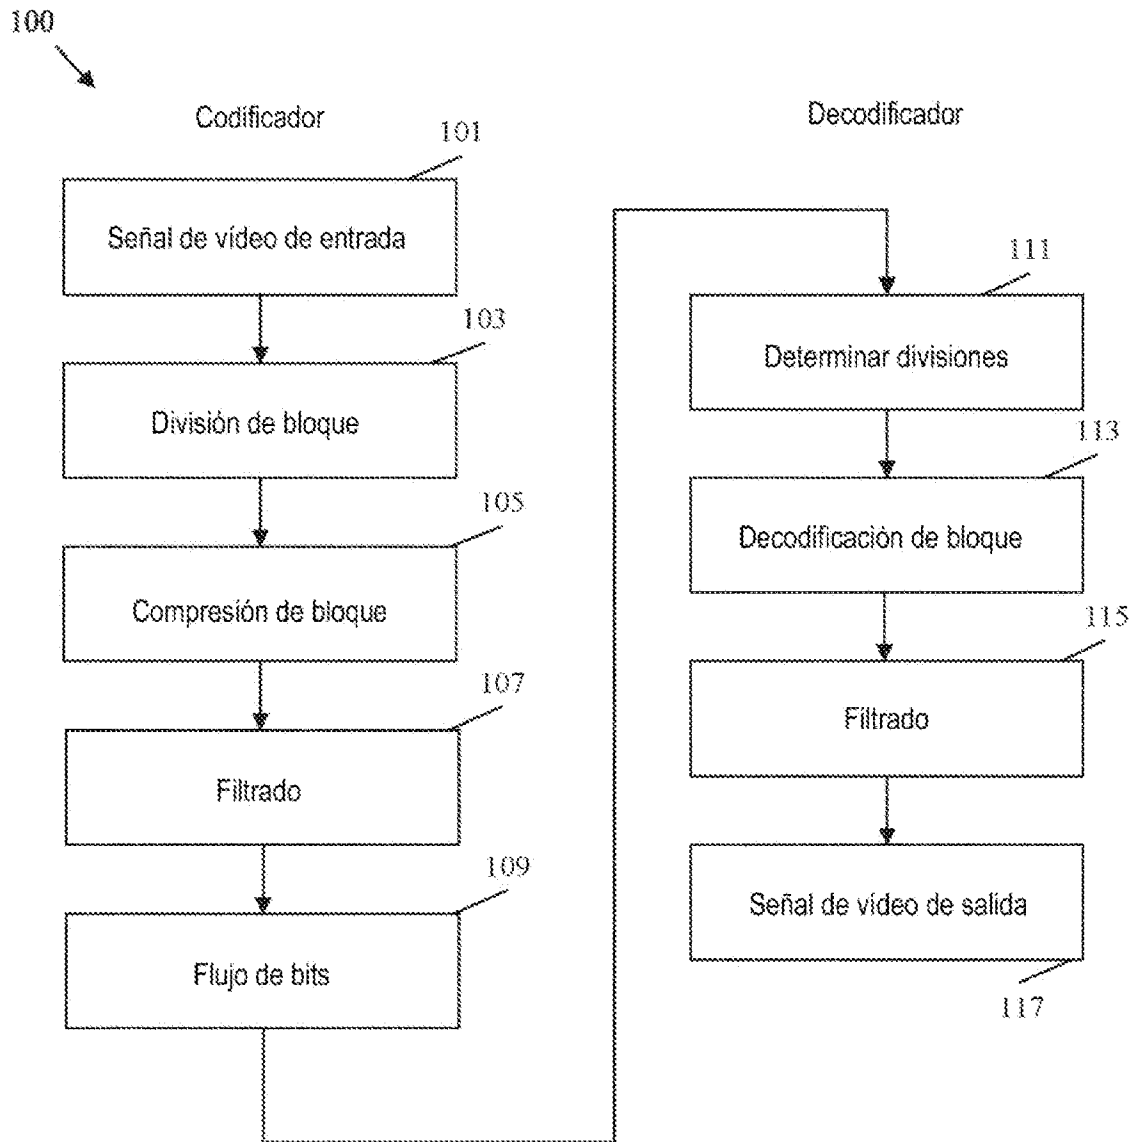 100
Codificador
101
Señal de vídeo de entrada
103
División de bloque
105
Compresión de bloque
107
Filtrado
109
Flujo de bits
Decodificador
111
Determinar divisiones
113
Decodificación de bloque
115
Filtrado
Señal de vídeo de salida
117